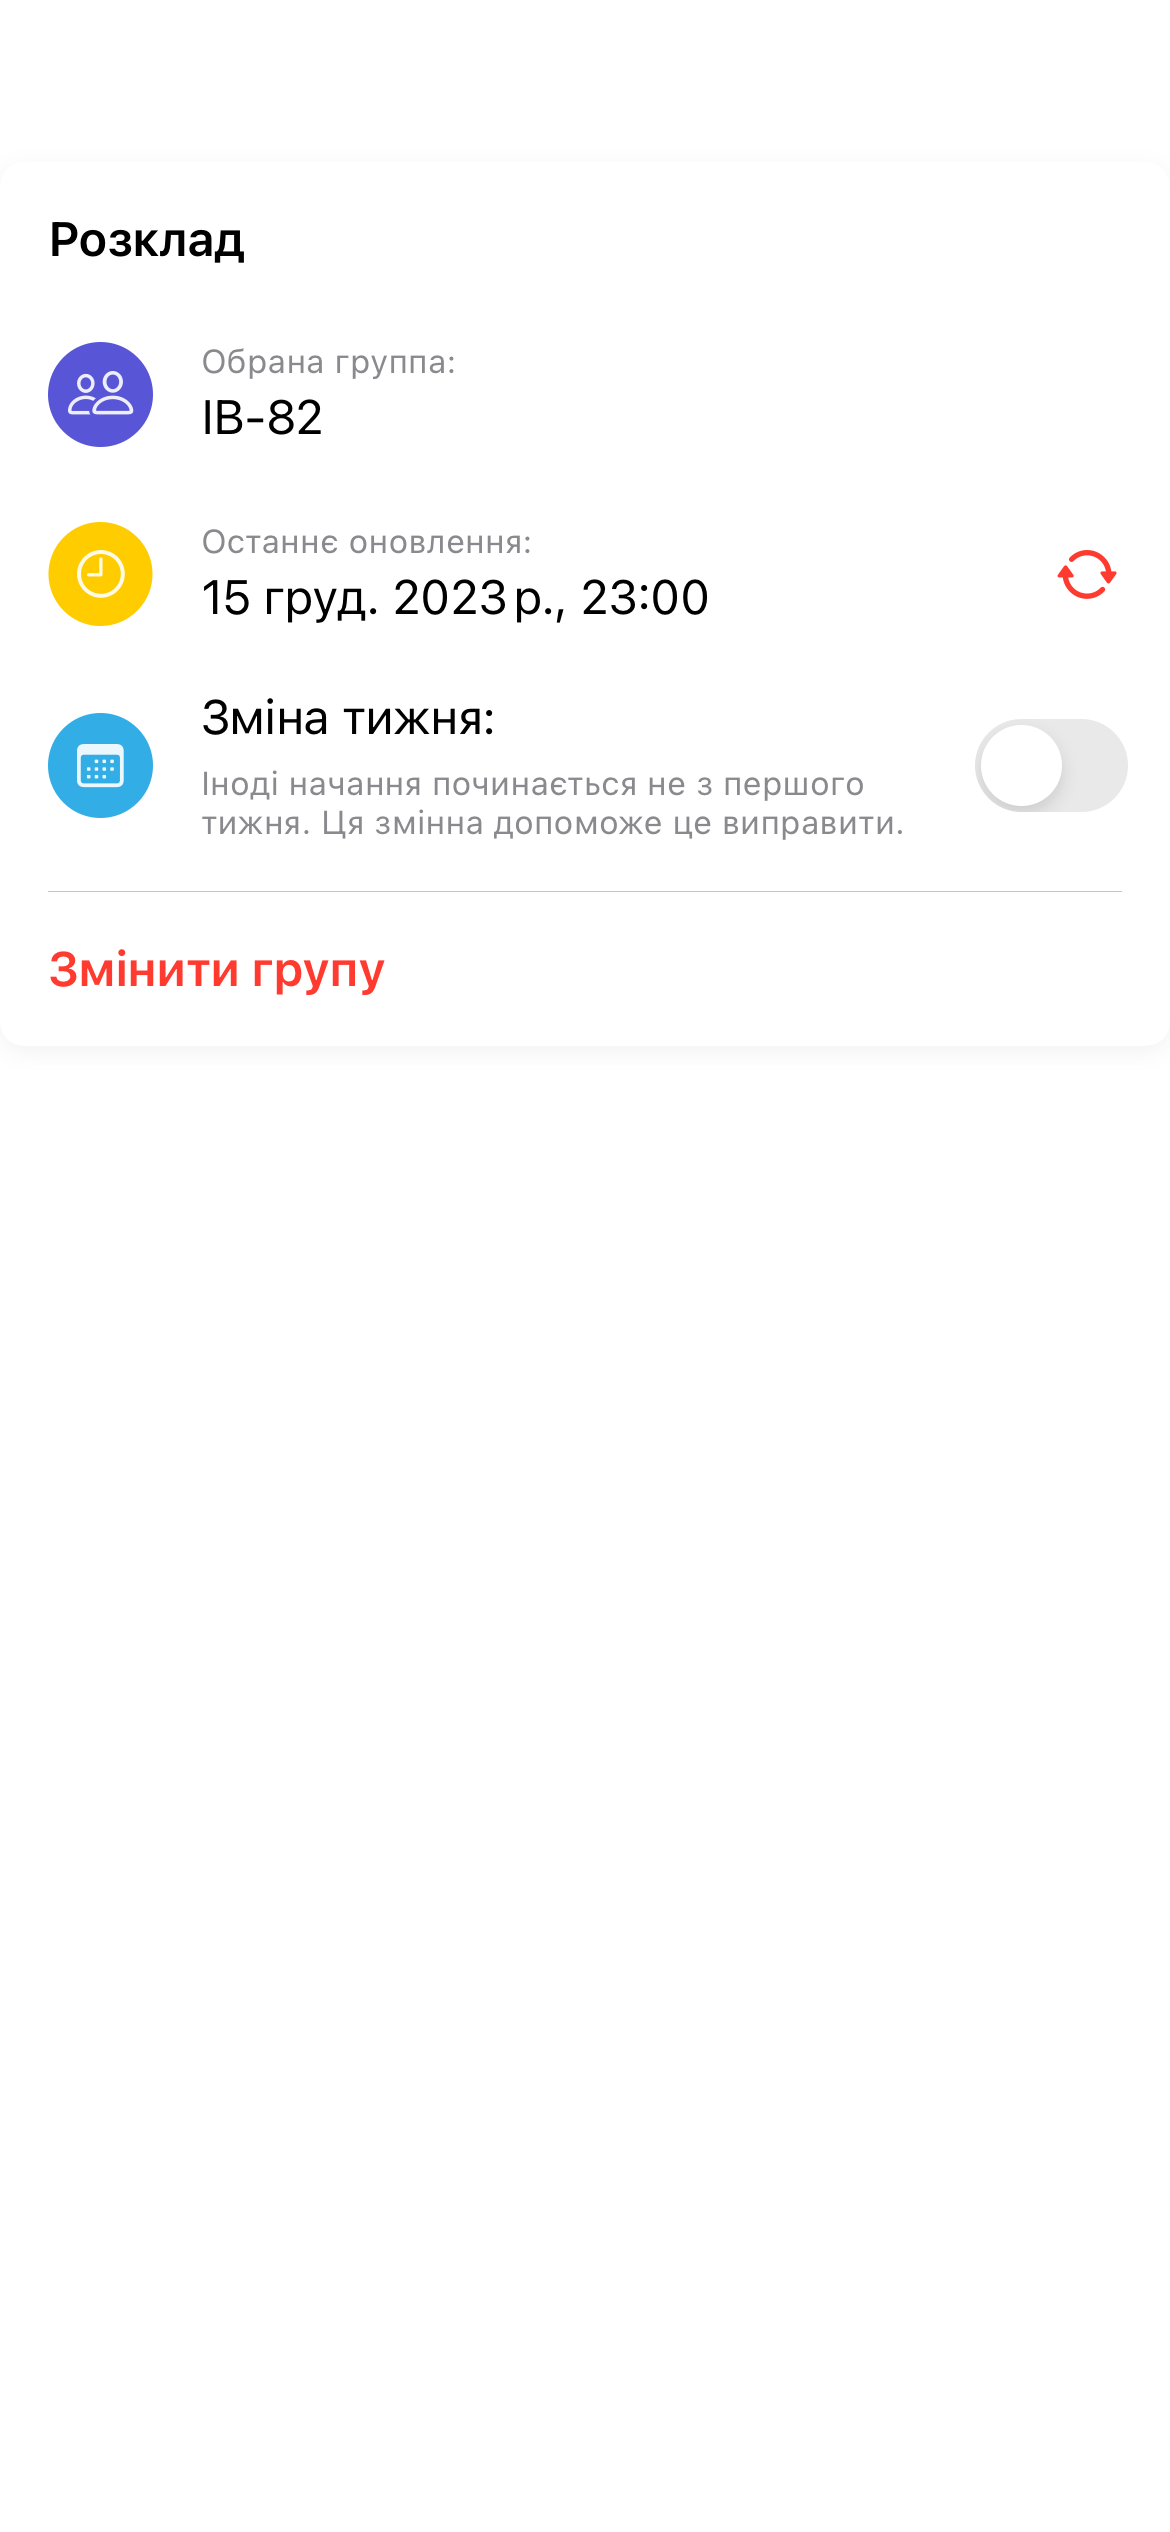 Розклад
Обрана группа:
ІВ-82
Останнє оновлення:
15 груд. 2023 р., 23:00
Зміна тижня:
Іноді начання починається не з першого
тижня. Ця змінна допоможе це виправити.
Змінити групу